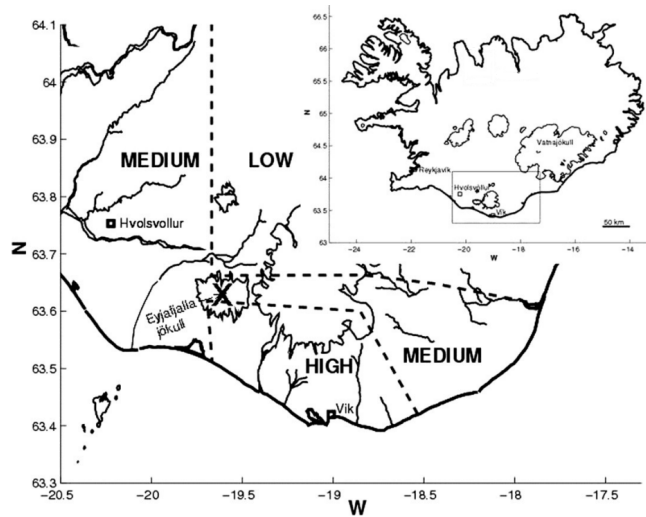 64.1
64
63.9
63.8
63.7
63.6
63.5
63.4
63.3
N
−20.5
−20
−19.5
−19
−18.5
−18
−17.5
W
MEDIUM
LOW
Hvolsvollur
Eyjafjalla
jökull
X
HIGH
MEDIUM
Vik
66.5
66
65.5
65
64.5
64
63.5
63
N
−24
−22
−20
−18
−16
−14
W
Vatnajökull
Reykjavik
Hvolsvollur
Vik
50 km